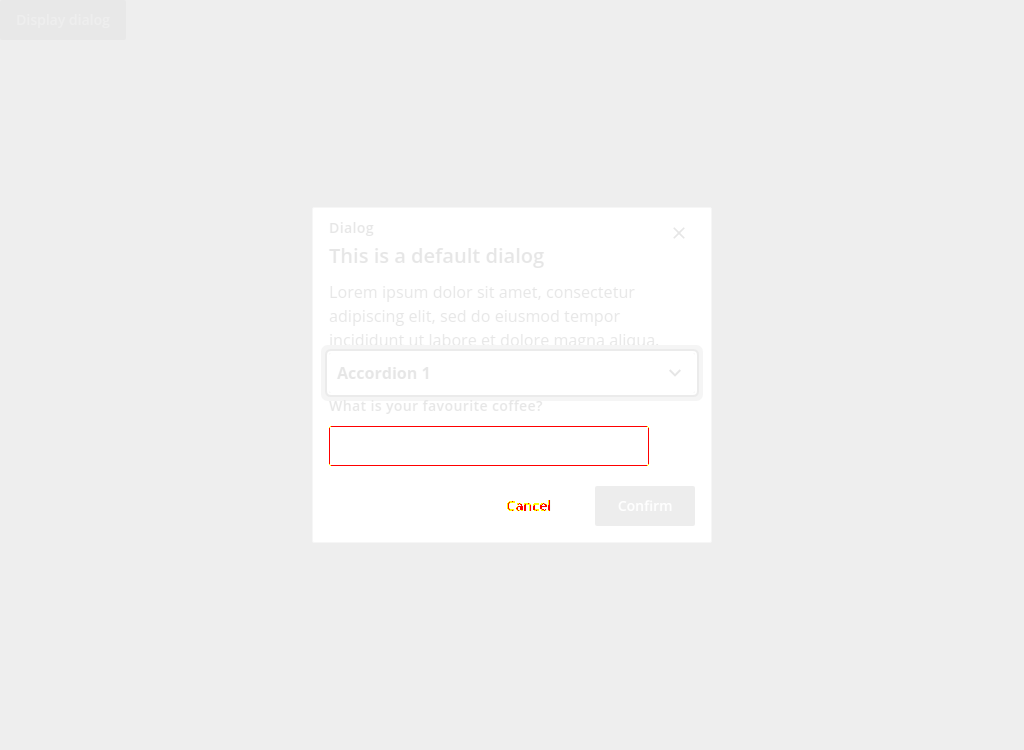 Display dialog
Dialog
This is a default dialog
Lorem ipsum dolor sit amet, consectetur
adipiscing elit, sed do eiusmod tempor
incididunt ut labore et dolore magna aliqua.
Accordion 1
What is your favourite coffee?
Cancel
Confirm